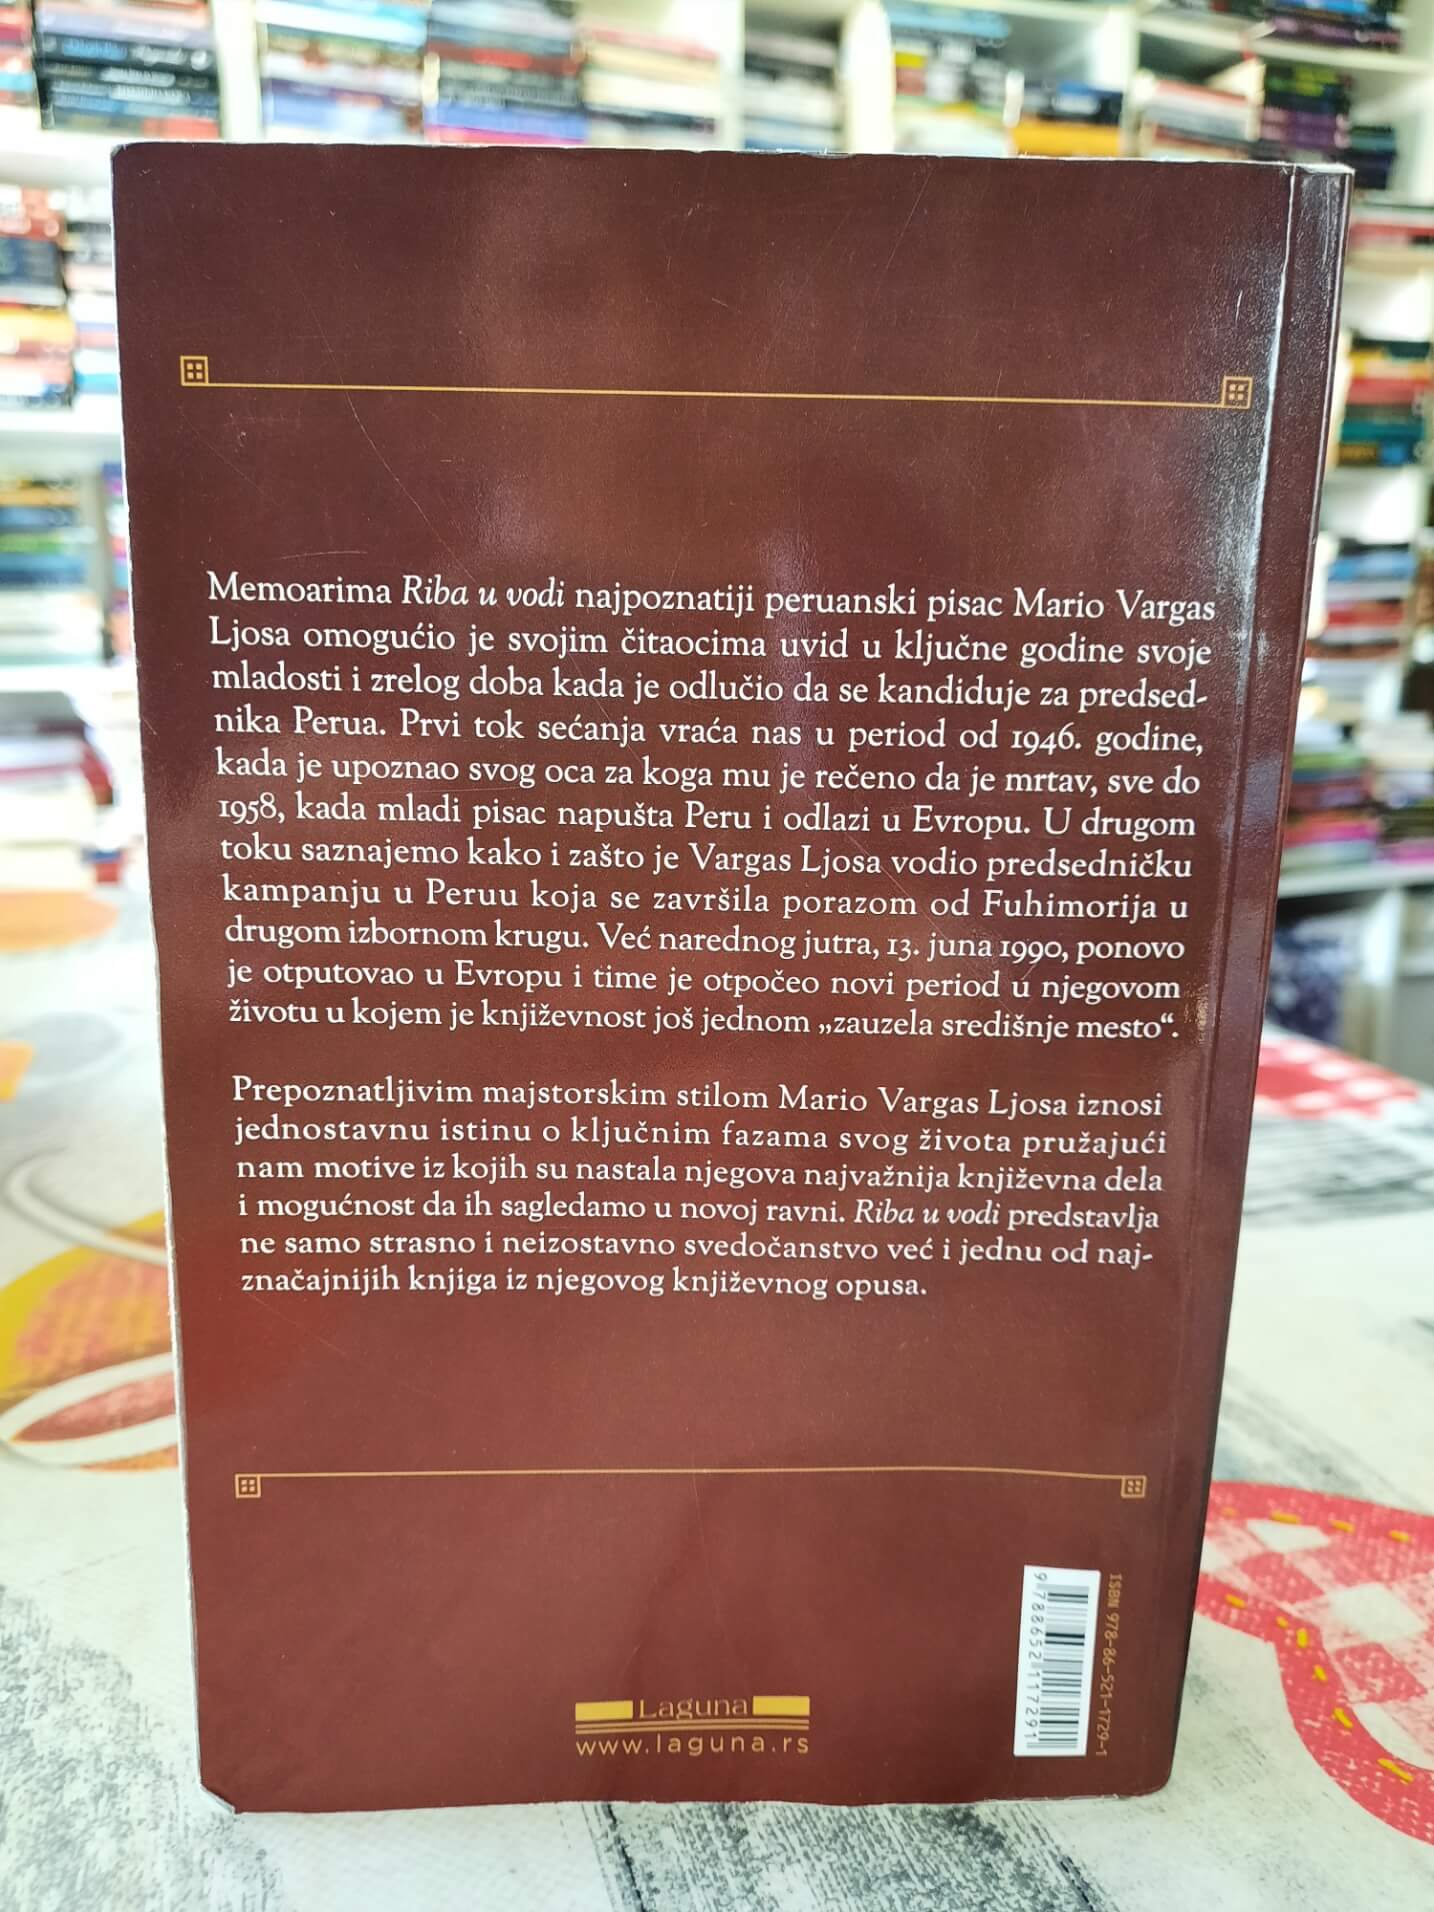 Memoarima Riba u vodi najpoznatiji peruanski pisac Mario Vargas
Ljosa omogućio je svojim čitaocima uvid u ključne godine svoje
mladosti i zrelog doba kada je odlučio da se kandiduje za predsed-
nika Perua. Prvi tok sećanja vraća nas u period od 1946. godine,
kada je upoznao svog oca za koga mu je rečeno da je mrtav, sve do
1958, kada mladi pisac napušta Peru i odlazi u Evropu. U drugom
toku saznajemo kako i zašto je Vargas Ljosa vodio predsedničku
kampanju u Peruu koja se završila porazom od Fuhimorija u
drugom izbornom krugu. Već narednog jutra, 13. juna 1990, ponovo
je otputovao u Evropu i time je otpočeo novi period u njegovom
životu u kojem je književnost još jednom „zauzela središnje mesto“.
Prepoznatljivim majstorskim stilom Mario Vargas Ljosa iznosi
jednostavnu istinu o ključnim fazama svog života pružajući
nam motive iz kojih su nastala njegova najvažnija književna dela
i mogućnost da ih sagledamo u novoj ravni. Riba u vodi predstavlja
ne samo strasno i neizostavno svedočanstvo već i jednu od naj-
značajnijih knjiga iz njegovog književnog opusa.
Laguna
www.laguna.rs
9 788652 117291
ISBN 978-86-521-1729-1